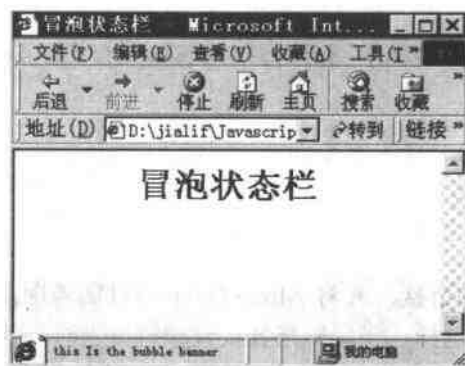 冒泡状态栏 - Microsoft Int...
文件(F) 编辑(E) 查看(V) 收藏(A) 工具(T »
后退 前进 停止 刷新 主页 搜索 收藏
地址(D) D:\jialif\Javascrip 转到 链接 »
冒泡状态栏
this Is the bubble banner 我的电脑